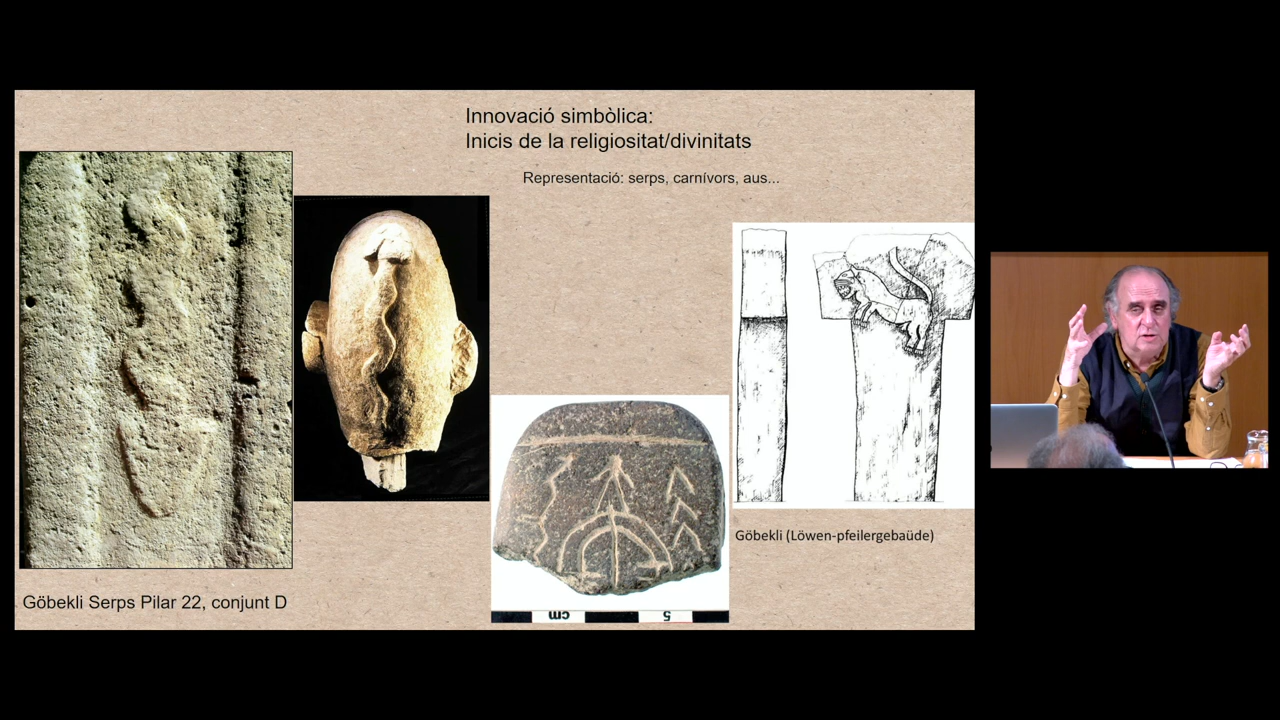 Innovació simbòlica:
Inicis de la religiositat/divinitats
Representació: serps, carnívors, aus...
Göbekli (Löwen-pfeilergebaüde)
Göbekli Serps Pilar 22, conjunt D
cm 5